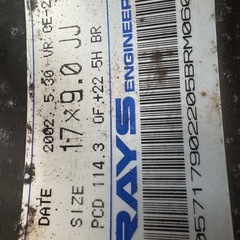 DATE 2002. 5.30 VR:0E-2
SIZE 17×9.0 JJ
PCD 114.3 OF.+22 5H BR
RAYS
ENGINEER